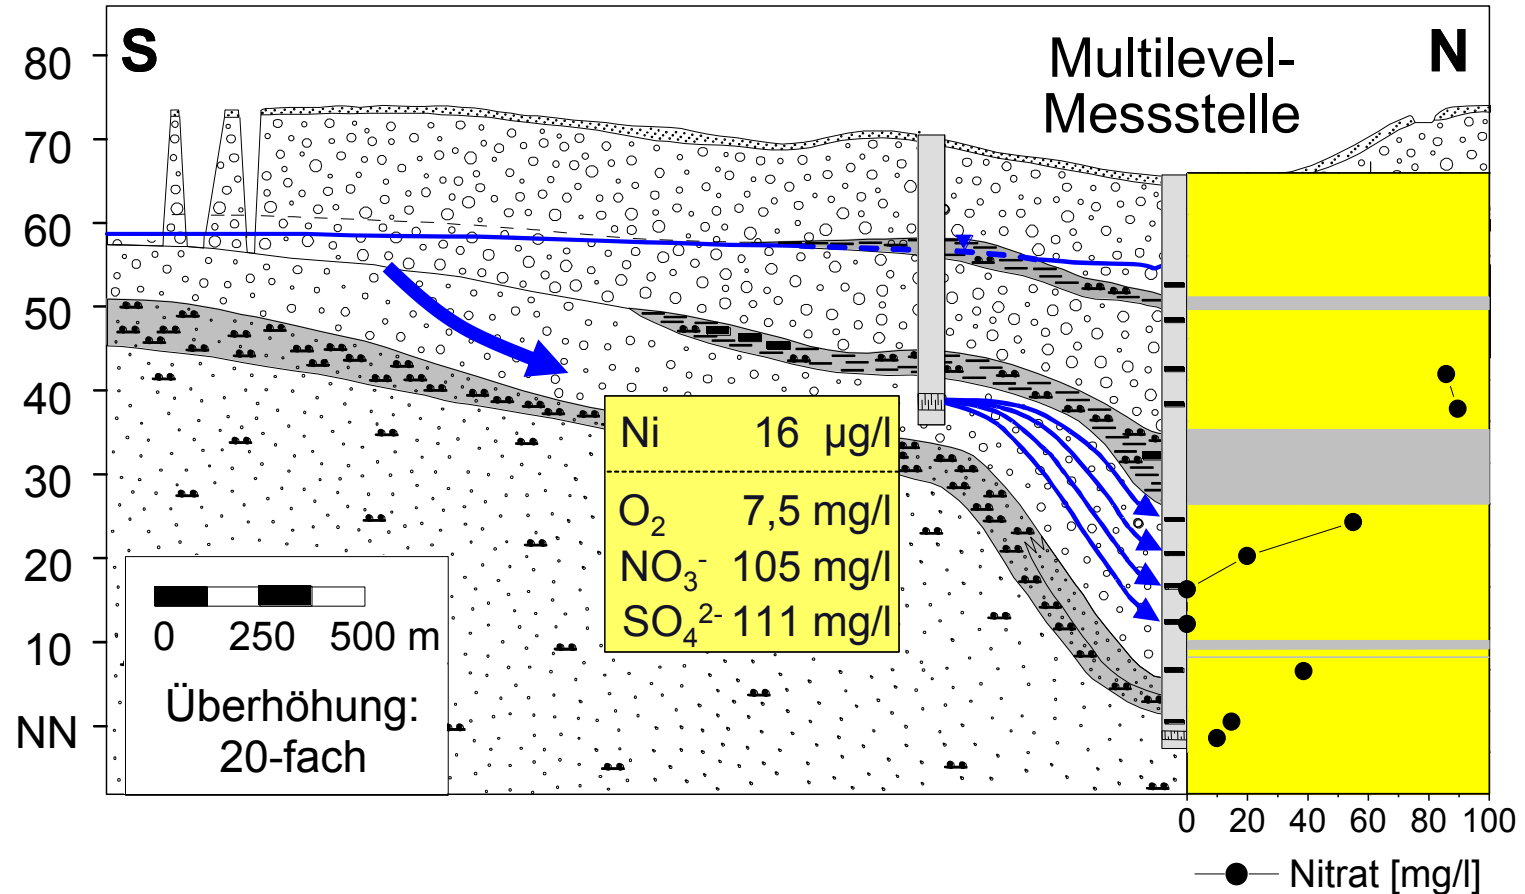 S
N
Multilevel-
Messstelle
80
70
60
50
40
30
20
10
NN
Ni 16 µg/l
O₂ 7,5 mg/l
NO₃⁻ 105 mg/l
SO₄²⁻ 111 mg/l
0 250 500 m
Überhöhung:
20-fach
0 20 40 60 80 100
Nitrat [mg/l]